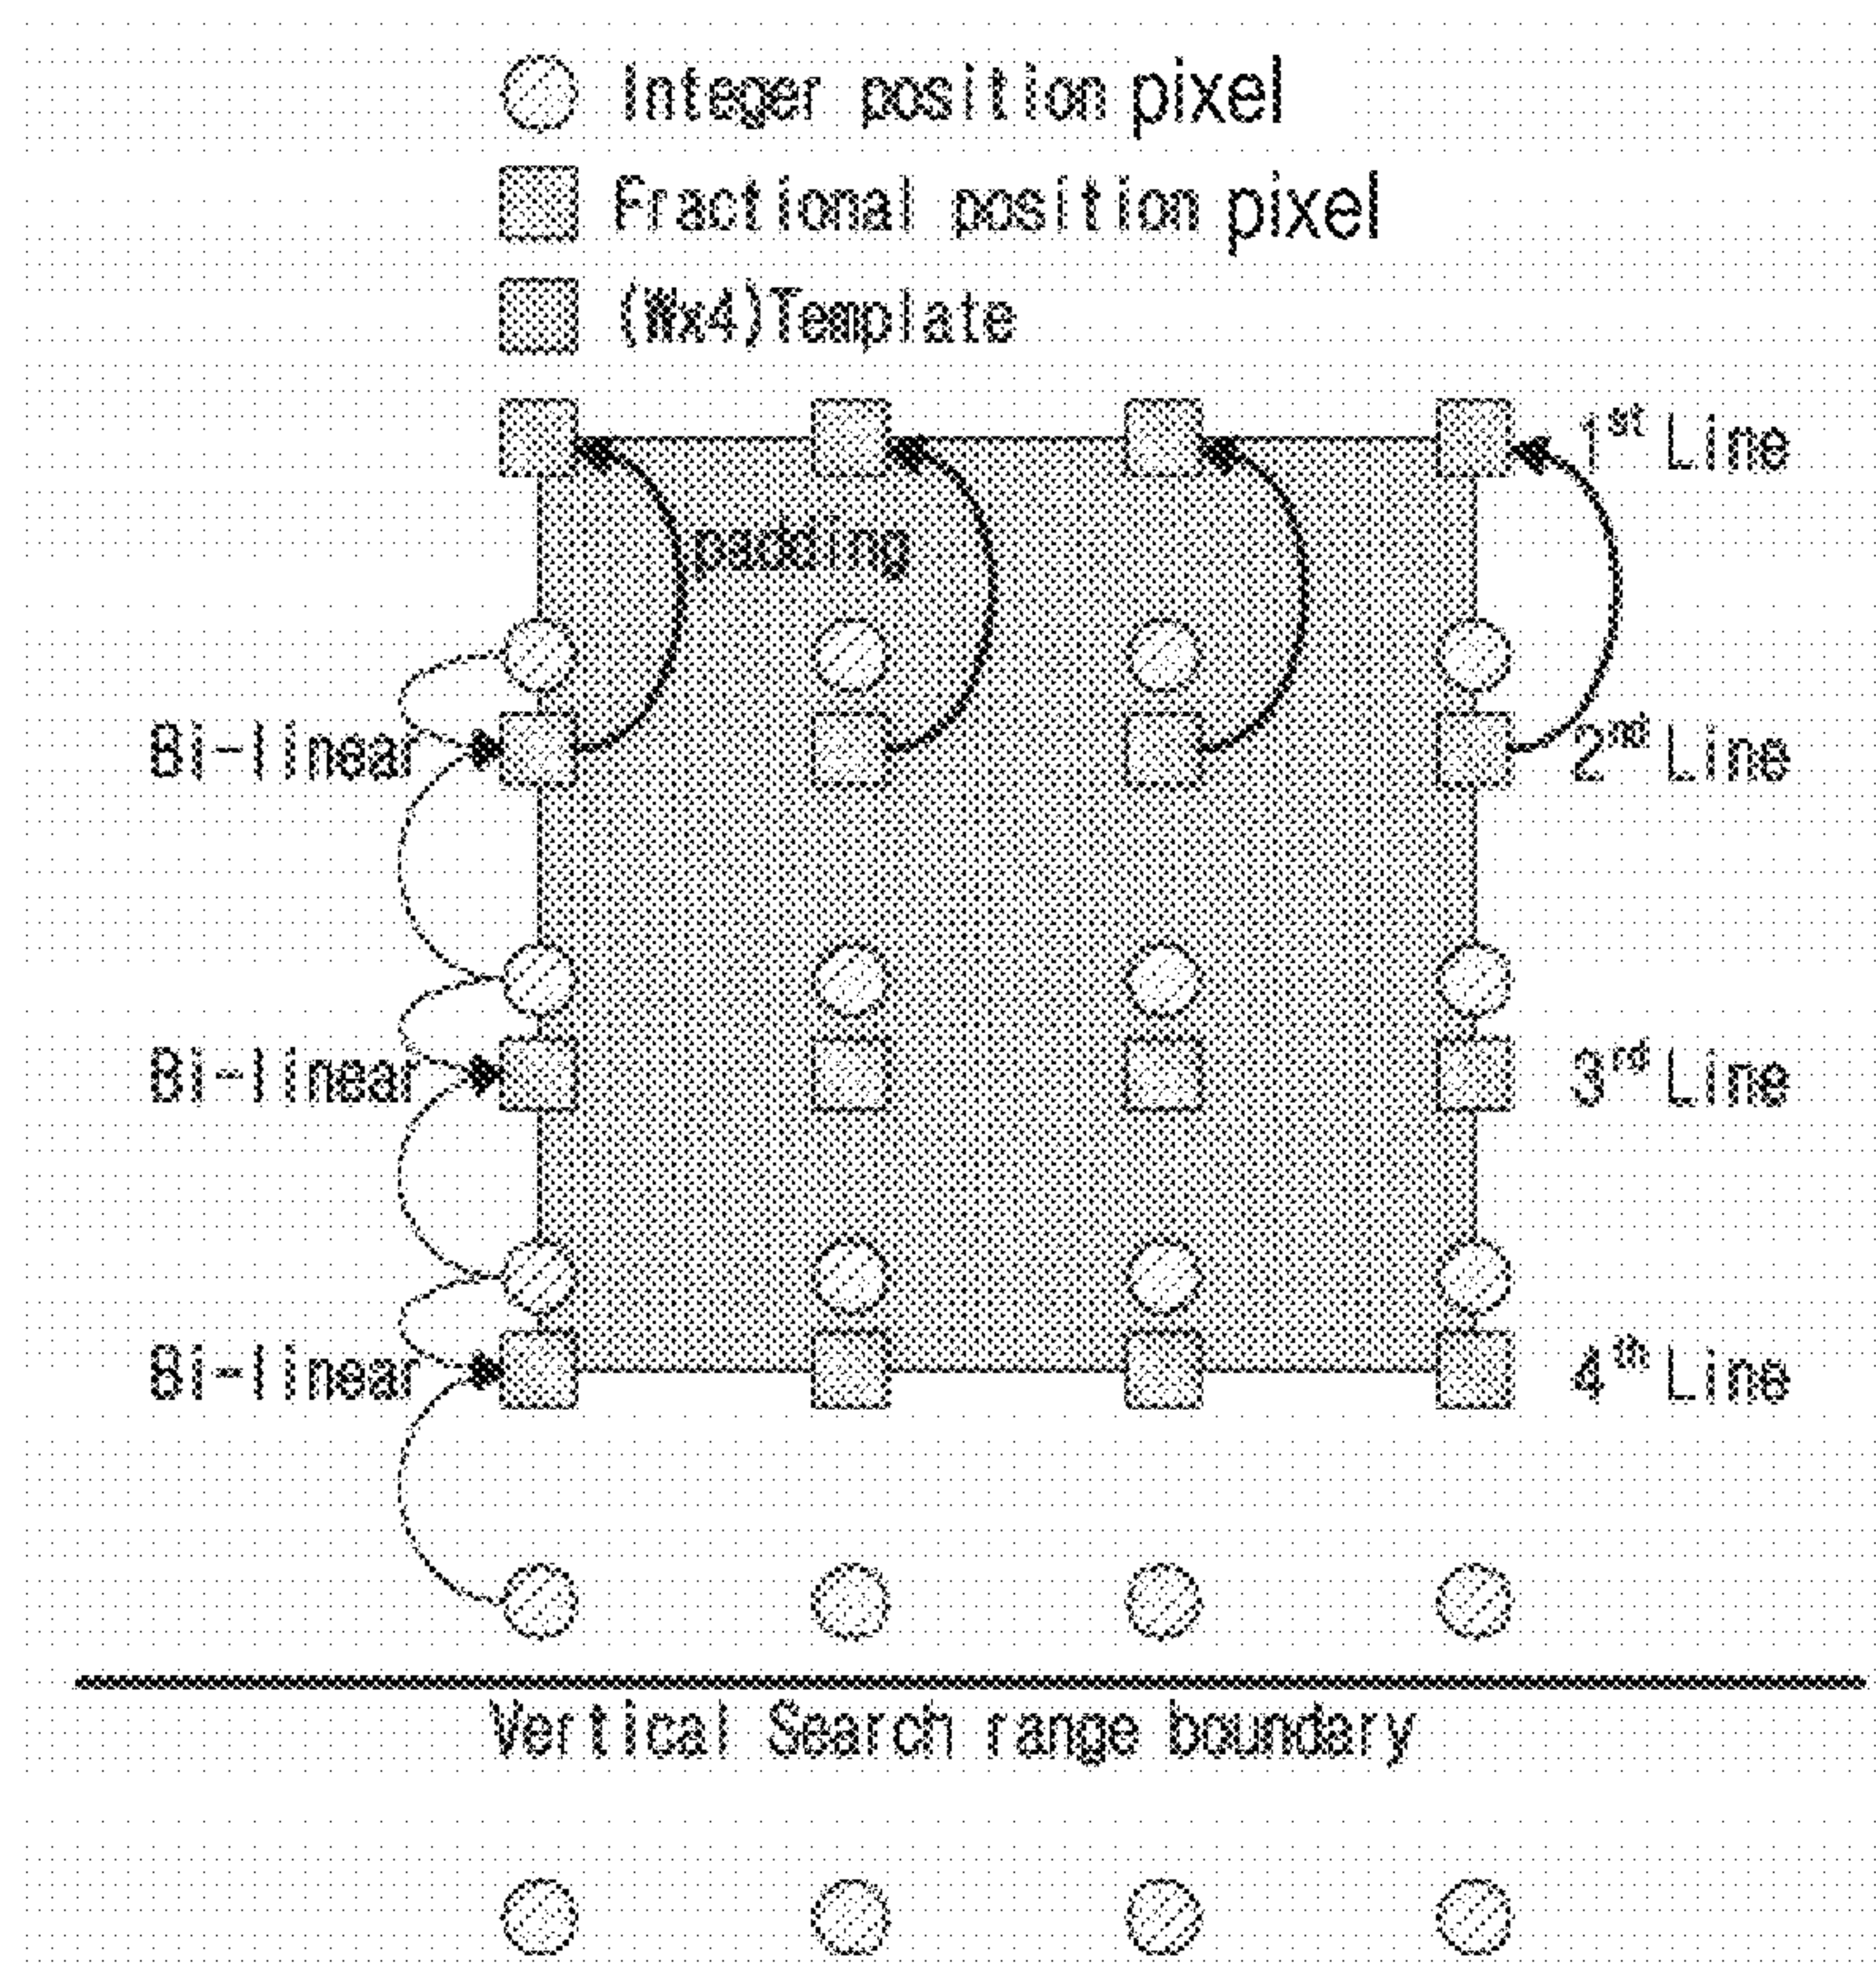 Integer position pixel
Fractional position pixel
(Wx4)Template
1st Line
padding
Bi-linear
2nd Line
Bi-linear
3rd Line
Bi-linear
4th Line
Vertical Search range boundary